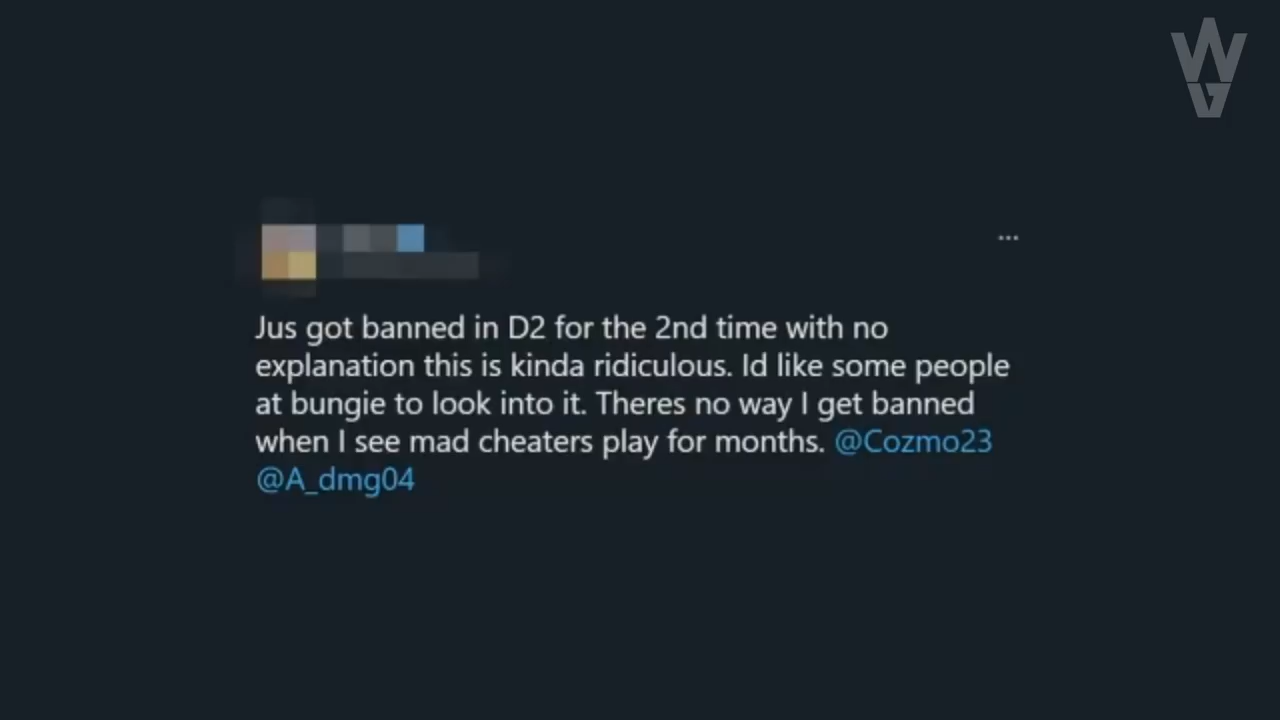 WG
Jus got banned in D2 for the 2nd time with no
explanation this is kinda ridiculous. Id like some people
at bungie to look into it. Theres no way I get banned
when I see mad cheaters play for months. @Cozmo23
@A_dmg04